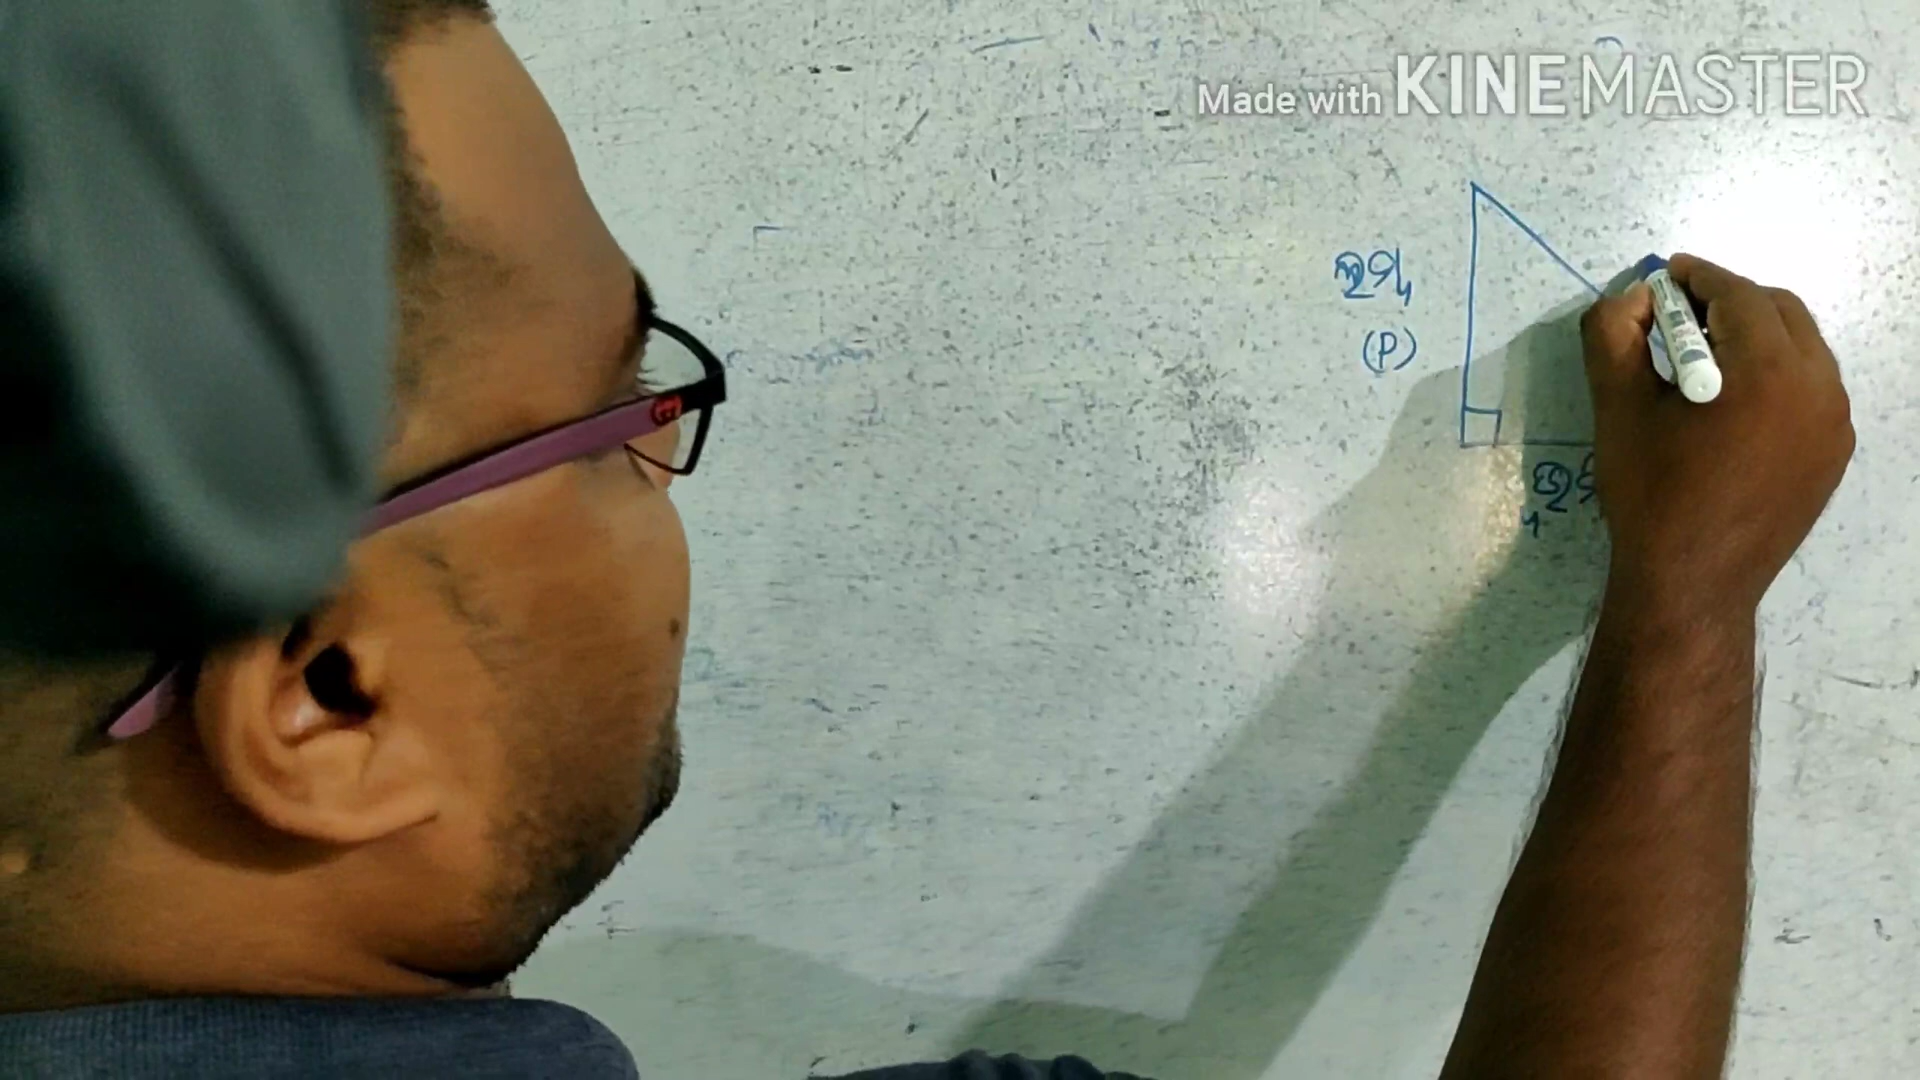 Made with KINEMASTER
ଲମ୍ବ
(P)